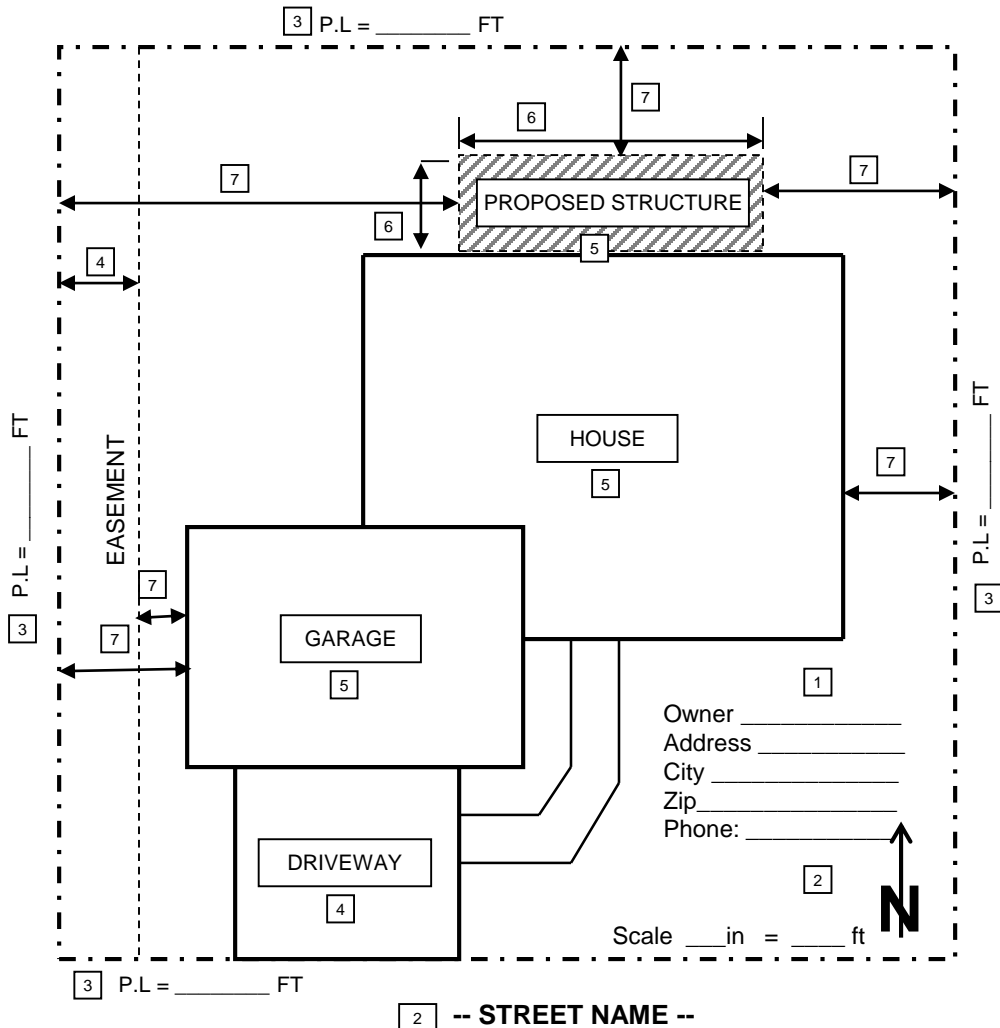 3 P.L = ________ FT
7
6
7
7
PROPOSED STRUCTURE
6
5
4
P.L = ________ FT
3
EASEMENT
HOUSE
5
7
P.L = ________ FT
3
7
7
GARAGE
5
1
Owner ____________
Address ___________
City ______________
Zip_______________
Phone: ___________
DRIVEWAY
4
2
N
Scale ___in = ____ ft
3 P.L = ________ FT
2 -- STREET NAME --